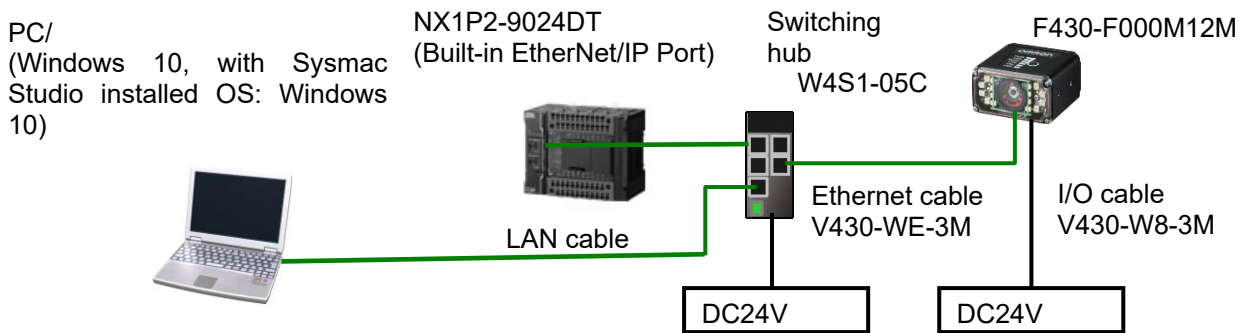 PC/
(Windows 10, with Sysmac
Studio installed OS: Windows
10)
NX1P2-9024DT
(Built-in EtherNet/IP Port)
Switching
hub
W4S1-05C
F430-F000M12M
Ethernet cable
V430-WE-3M
I/O cable
V430-W8-3M
LAN cable
DC24V
DC24V